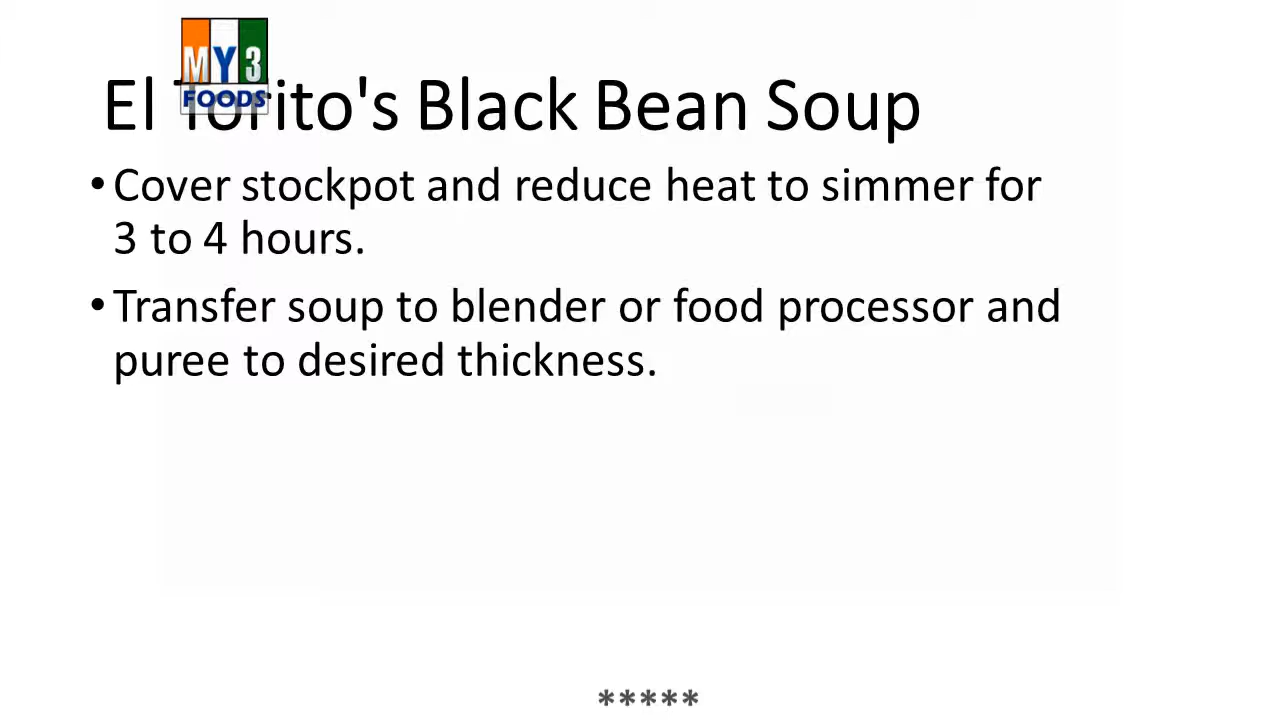 MY3
FOODS
El Torito's Black Bean Soup
• Cover stockpot and reduce heat to simmer for
3 to 4 hours.
• Transfer soup to blender or food processor and
puree to desired thickness.
*****